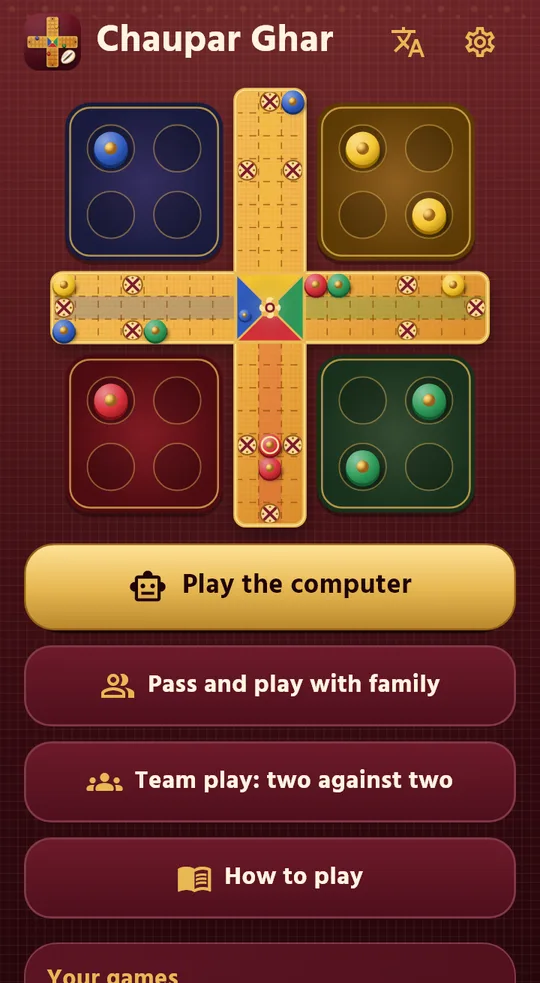 Chaupar Ghar
Play the computer
Pass and play with family
Team play: two against two
How to play
Your games